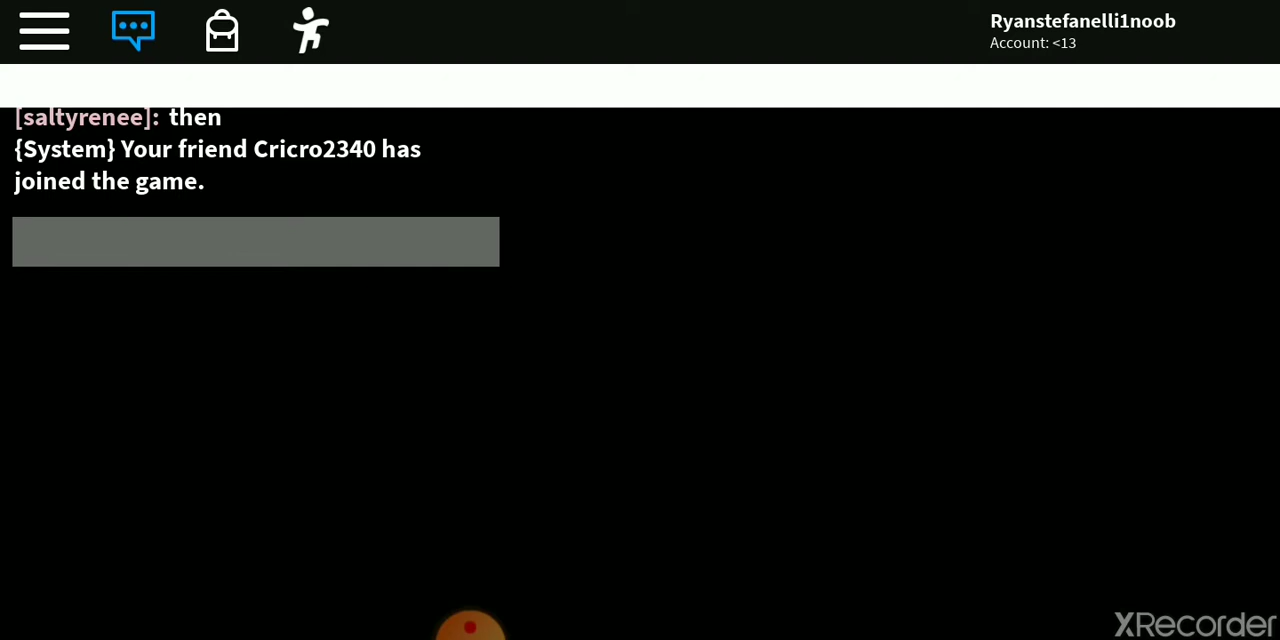 Ryanstefanelli1noob
Account: <13
[saltyrenee]: then
{System} Your friend Cricro2340 has
joined the game.
XRecorder